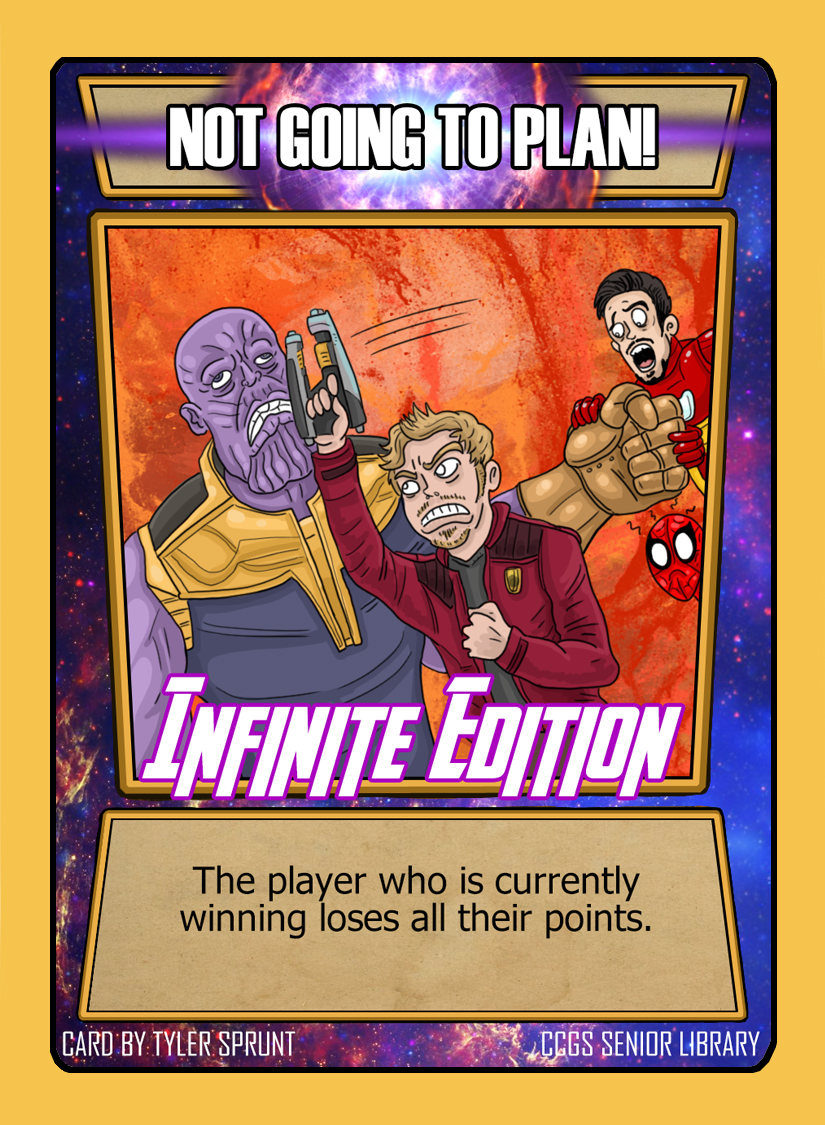 NOT GOING TO PLAN!
INFINITE EDITION
The player who is currently
winning loses all their points.
CARD BY TYLER SPRUNT
CCGS SENIOR LIBRARY